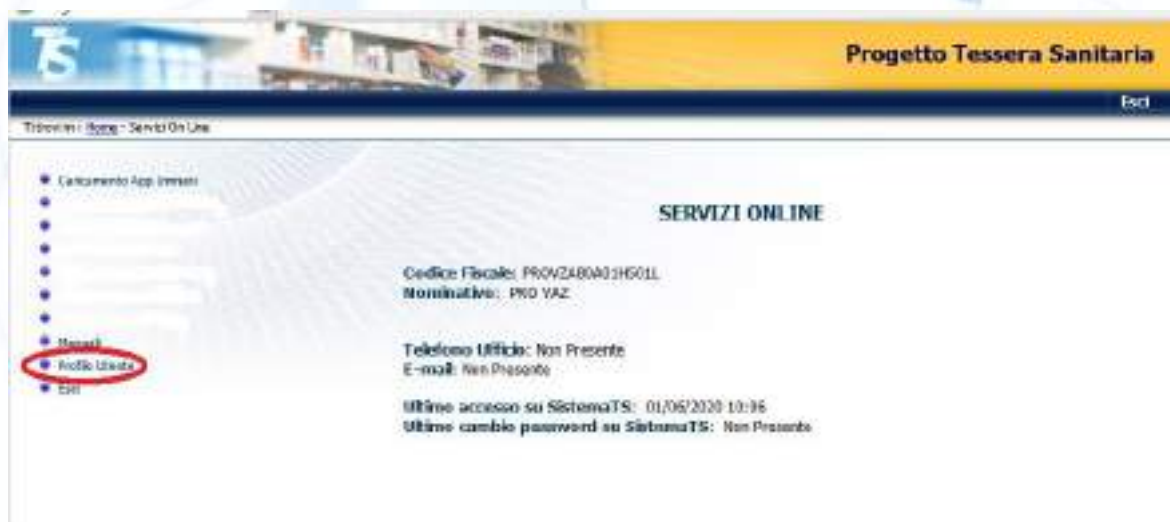 TS
Progetto Tessera Sanitaria
Esci
Ti trovi in: Home - Servizi On Line
Caricamento App Immuni
SERVIZI ONLINE
Codice Fiscale: PROVZA80A01H501L
Nominativo: PRO VAZ
Manuali
Telefono Ufficio: Non Presente
Profilo Utente
E-mail: Non Presente
Esci
Ultimo accesso su SistemaTS: 01/06/2020 10:36
Ultimo cambio password su SistemaTS: Non Presente